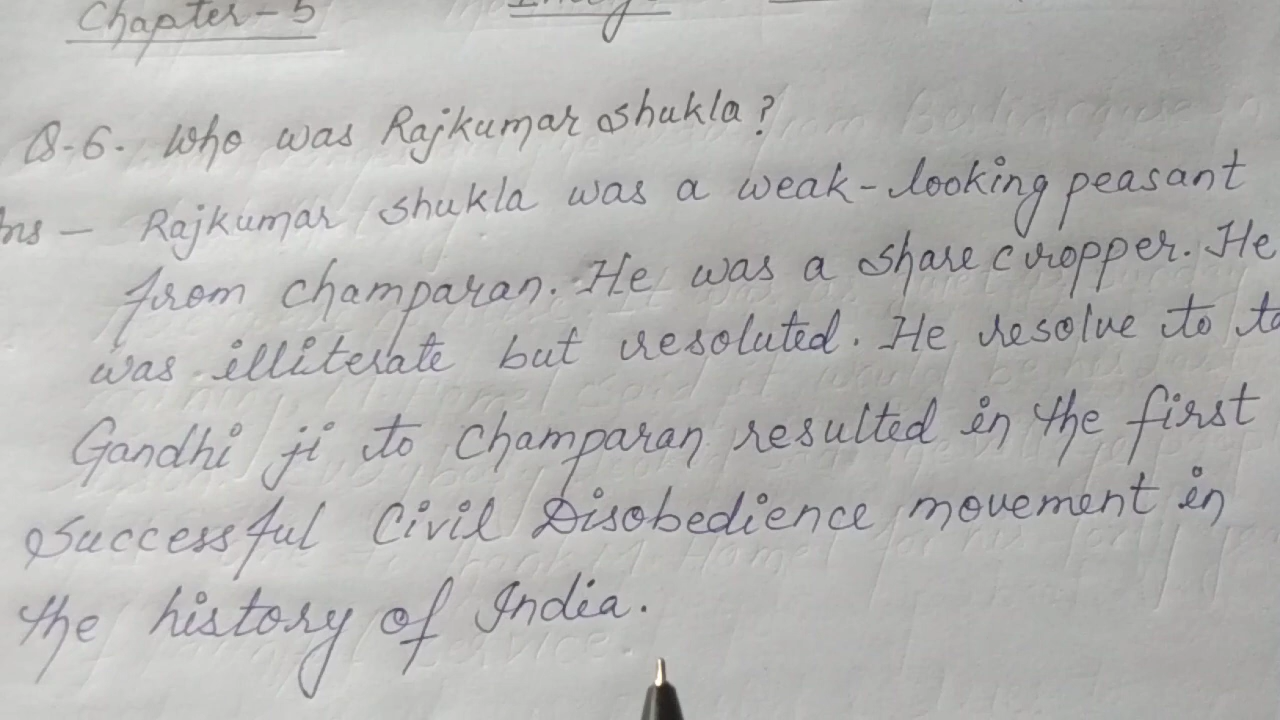 Chapter - 5
Q-6. Who was Rajkumar Shukla?
Ans - Rajkumar Shukla was a weak-looking peasant
from Champaran. He was a share cropper. He
was illiterate but resoluted. He resolve to
Gandhi ji to Champaran resulted in the first
Successful Civil Disobedience movement in
the history of India.